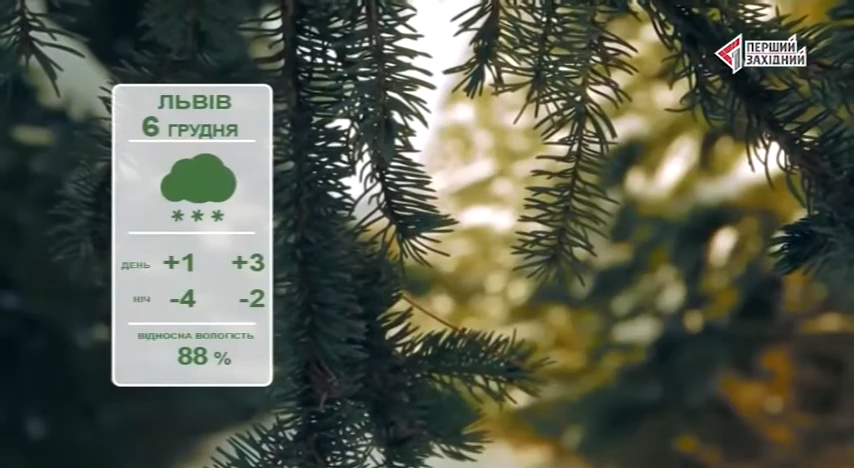 ПЕРШИЙ
ЗАХІДНИЙ
ЛЬВІВ
6 ГРУДНЯ
ДЕНЬ +1 +3
НІЧ -4 -2
ВІДНОСНА ВОЛОГІСТЬ
88 %